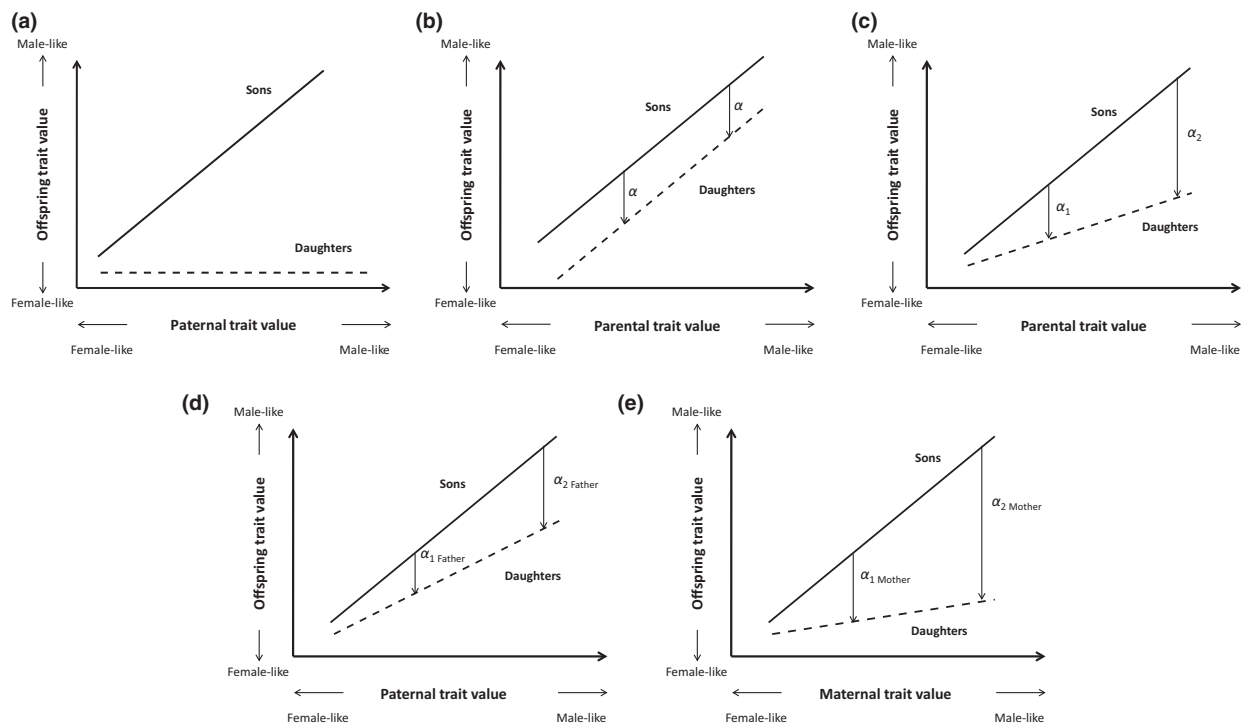 (a)
Male-like
Offspring trait value
Female-like
Sons
Daughters
Paternal trait value
Female-like
Male-like
(b)
Male-like
Offspring trait value
Female-like
Sons
α
α
Daughters
Parental trait value
Female-like
Male-like
(c)
Male-like
Offspring trait value
Female-like
Sons
α1
α2
Daughters
Parental trait value
Female-like
Male-like
(d)
Male-like
Offspring trait value
Female-like
Sons
α2 Father
α1 Father
Daughters
Paternal trait value
Female-like
Male-like
(e)
Male-like
Offspring trait value
Female-like
Sons
α2 Mother
α1 Mother
Daughters
Maternal trait value
Female-like
Male-like